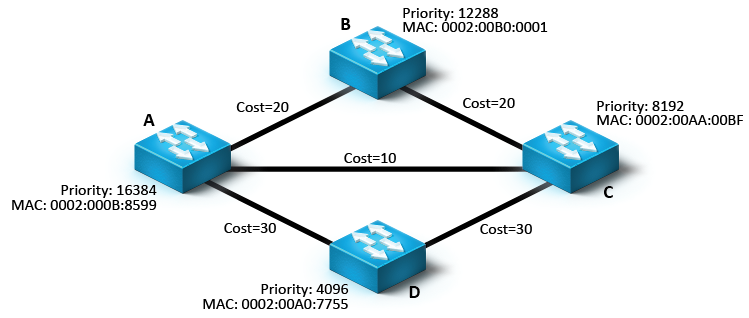 B
Priority: 12288
MAC: 0002:00B0:0001
Cost=20
Cost=20
A
Priority: 8192
MAC: 0002:00AA:00BF
Cost=10
Priority: 16384
MAC: 0002:000B:8599
C
Cost=30
Cost=30
Priority: 4096
MAC: 0002:00A0:7755
D